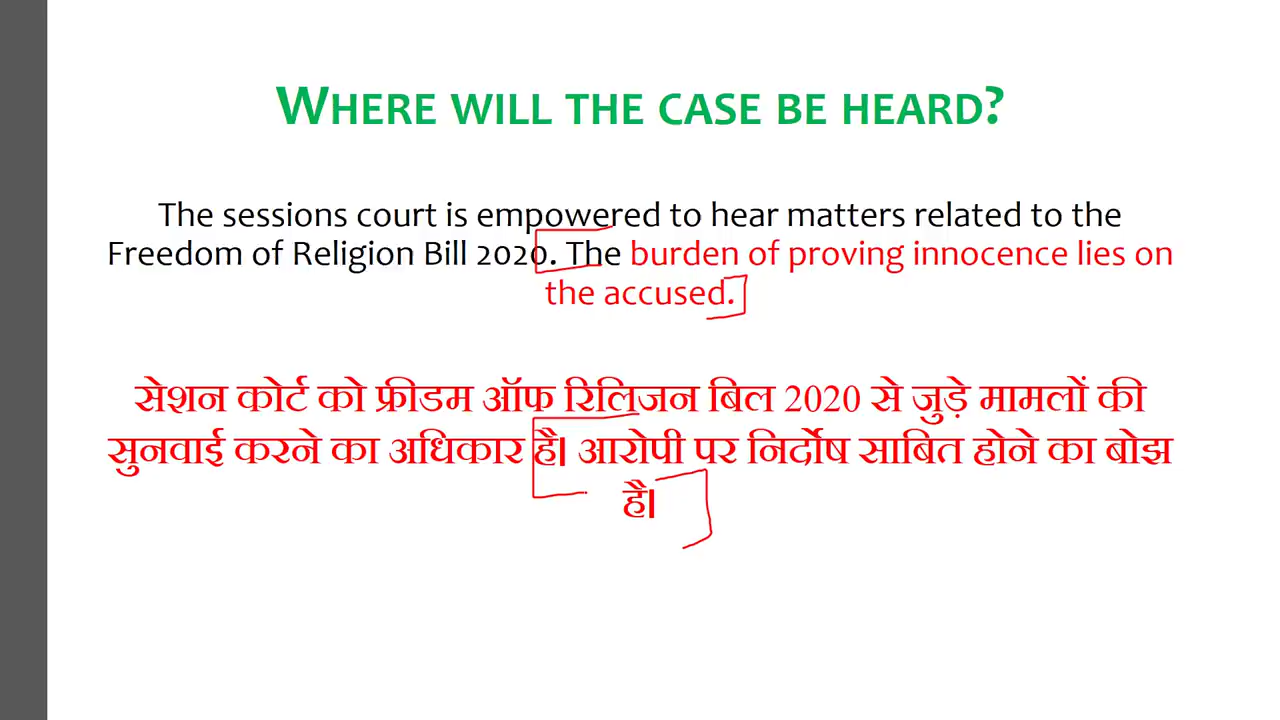 WHERE WILL THE CASE BE HEARD?
The sessions court is empowered to hear matters related to the
Freedom of Religion Bill 2020. The burden of proving innocence lies on
the accused.
सेशन कोर्ट को फ्रीडम ऑफ रिलिजन बिल 2020 से जुड़े मामलों की
सुनवाई करने का अधिकार है। आरोपी पर निर्दोष साबित होने का बोझ
है।